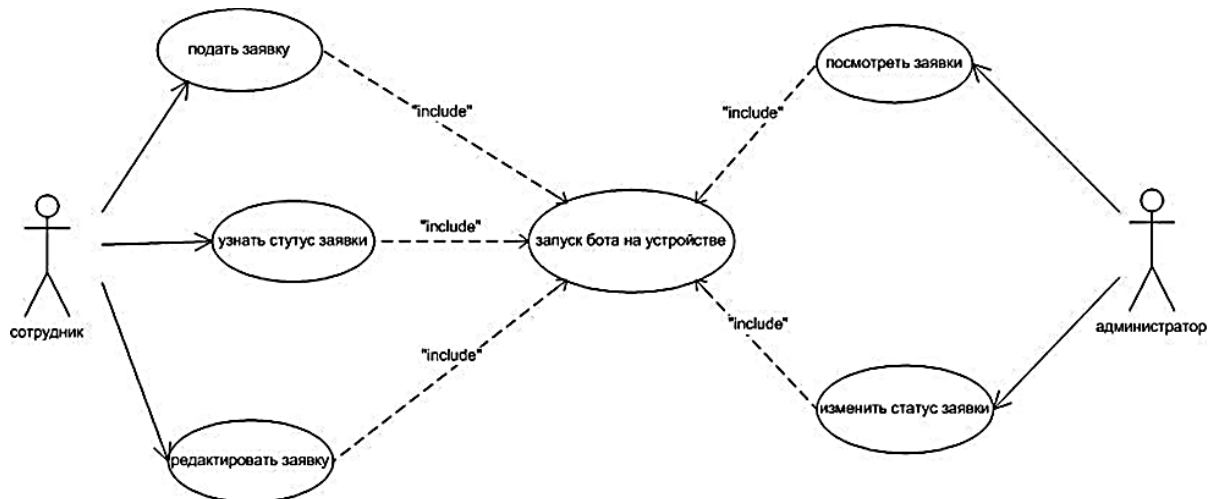 подать заявку
посмотреть заявки
"include"
"include"
узнать стутус заявки
"include"
запуск бота на устройстве
сотрудник
администратор
"include"
"include"
изменить статус заявки
редактировать заявку